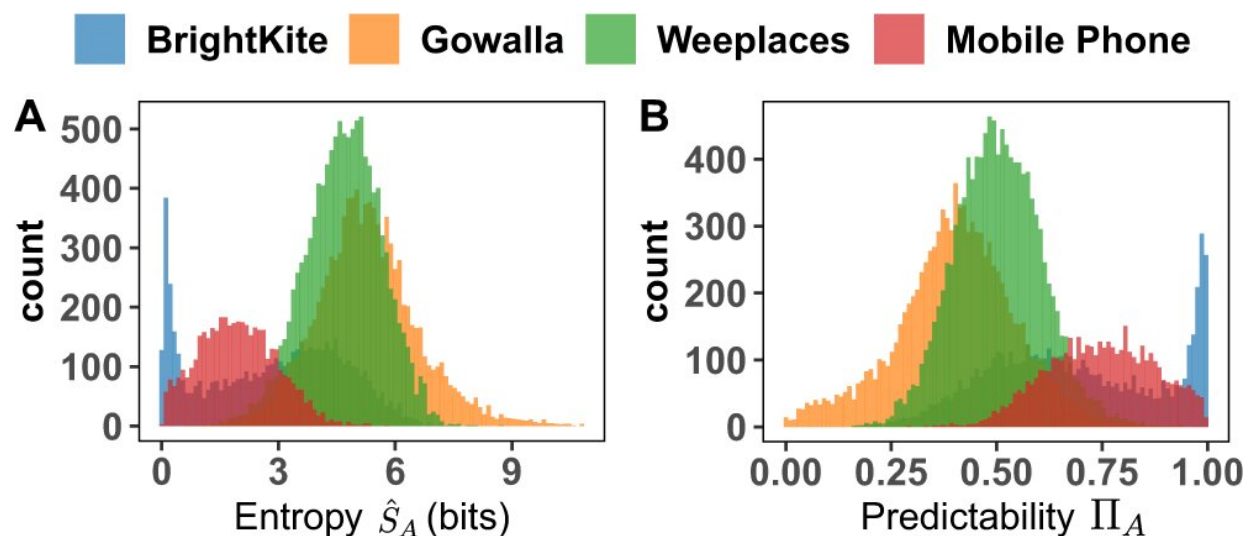 BrightKite Gowalla Weeplaces Mobile Phone
A
500
400
300
200
100
0
count
0 3 6 9
Entropy Ŝ_A (bits)
B
400
300
200
100
0
count
0.00 0.25 0.50 0.75 1.00
Predictability Π_A